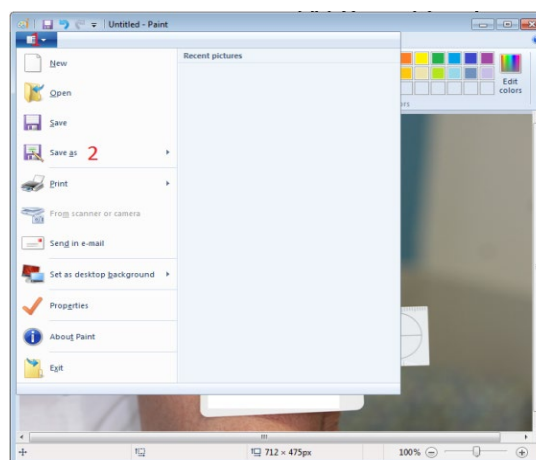 Untitled - Paint
Recent pictures
New
Open
Save
Save as 2
Print
From scanner or camera
Send in e-mail
Set as desktop background
Properties
About Paint
Exit
Edit
colors
ors
712 × 475px
100%